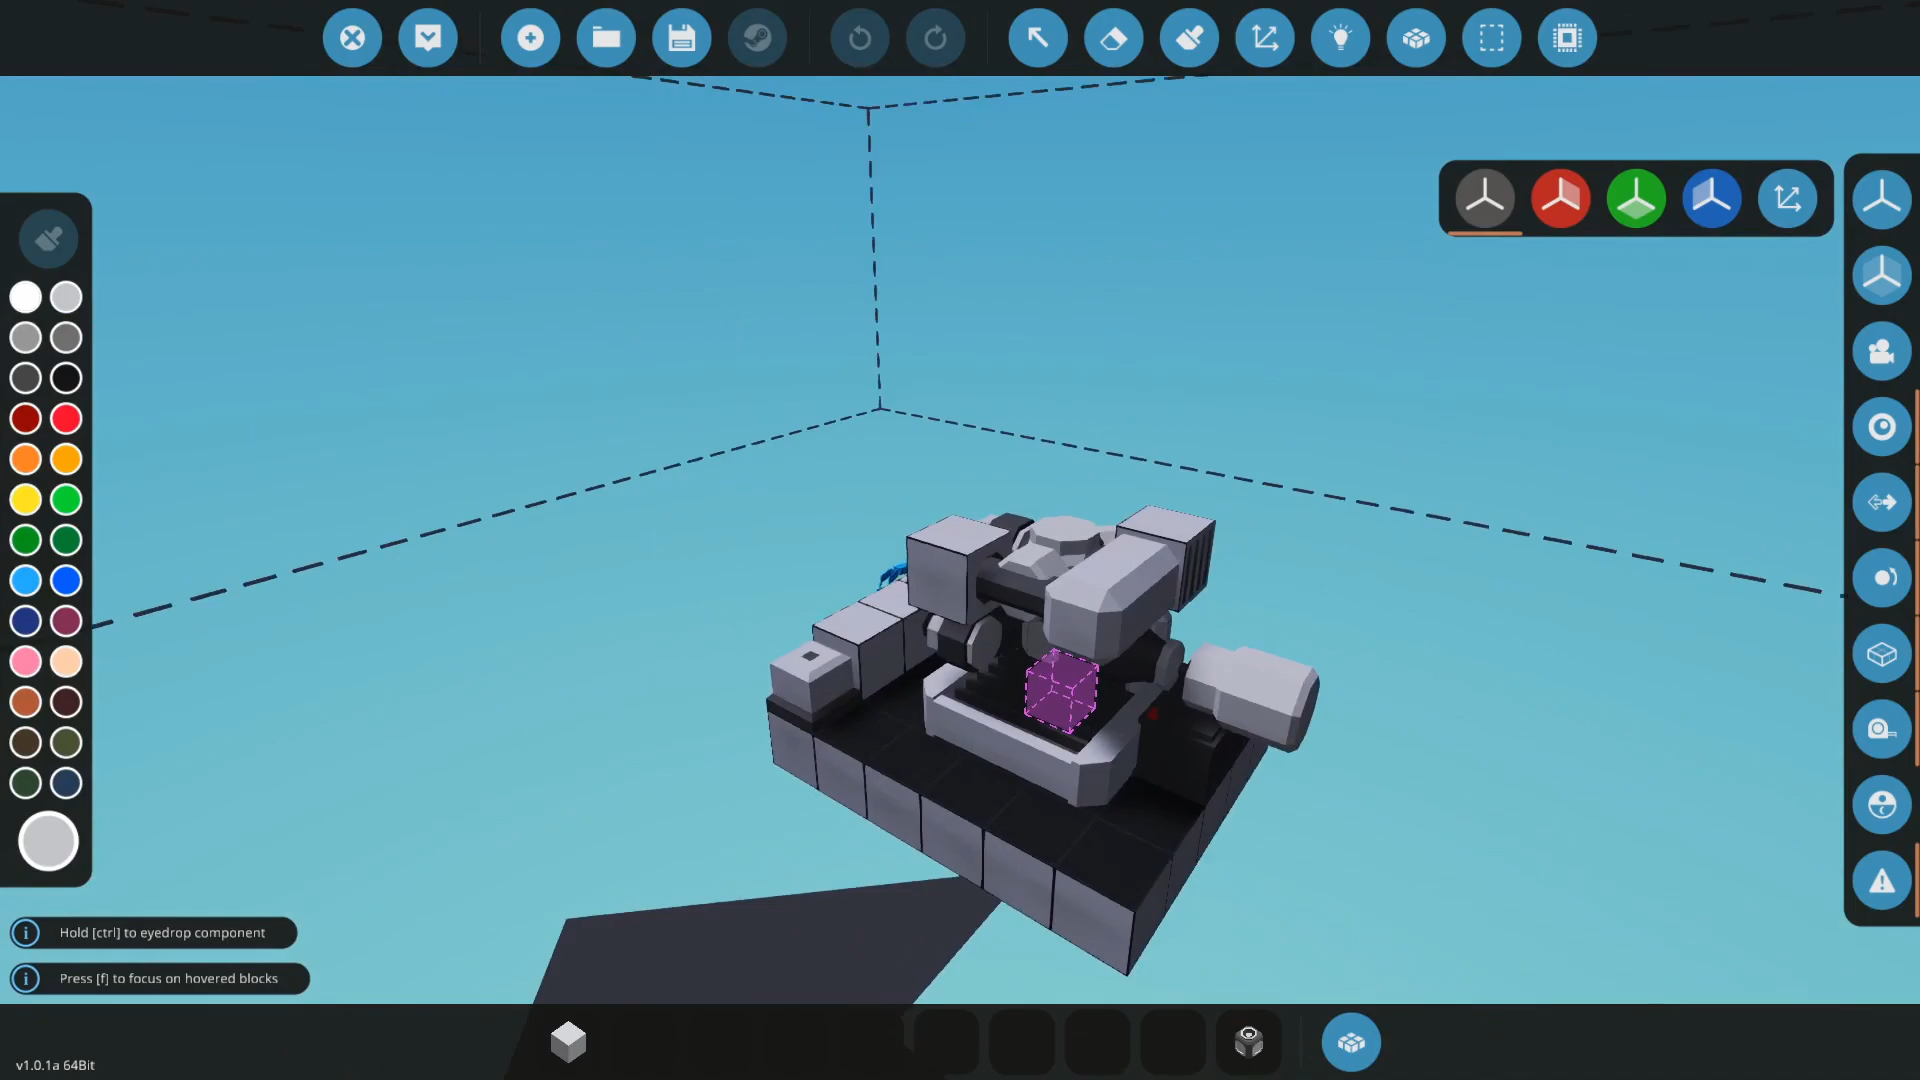 Hold [ctrl] to eyedrop component
Press [f] to focus on hovered blocks
v1.0.1a 64Bit